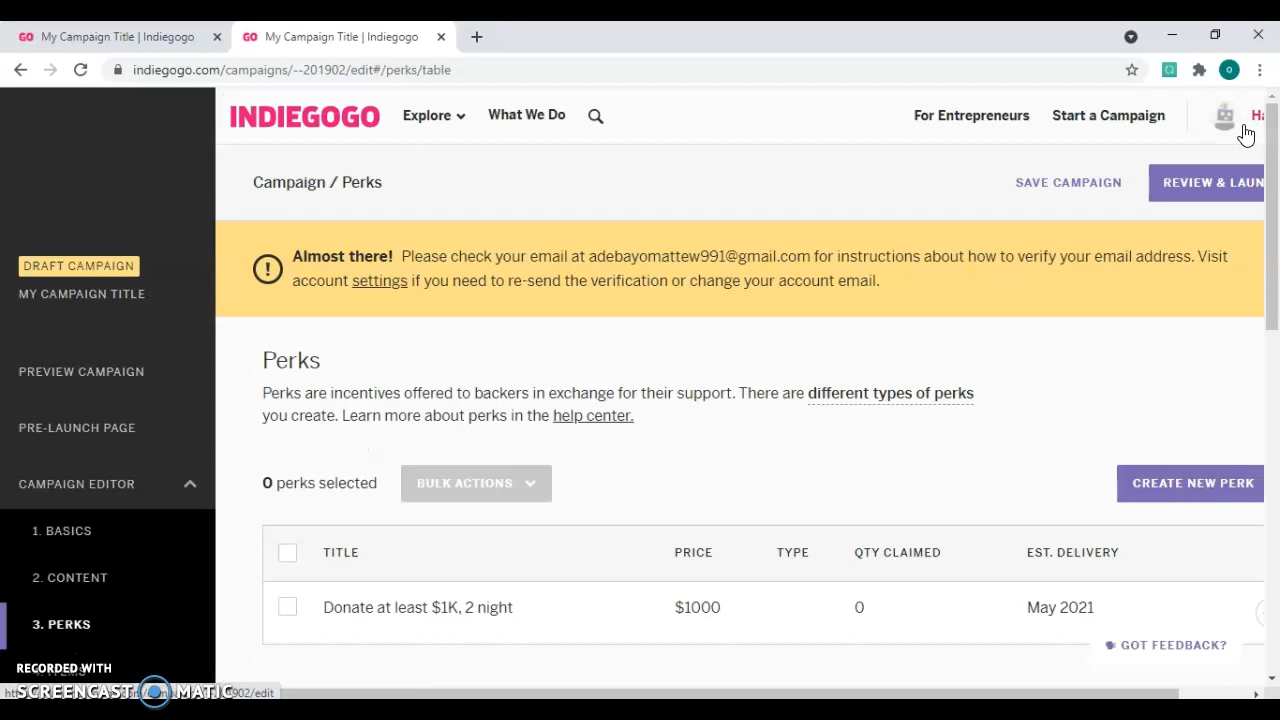 GO My Campaign Title | Indiegogo
GO My Campaign Title | Indiegogo
indiegogo.com/campaigns/--201902/edit#/perks/table
O
INDIEGOGO
Explore
What We Do
For Entrepreneurs
Start a Campaign
Ha
Campaign / Perks
SAVE CAMPAIGN
REVIEW & LAUN
DRAFT CAMPAIGN
MY CAMPAIGN TITLE
PREVIEW CAMPAIGN
PRE-LAUNCH PAGE
CAMPAIGN EDITOR
1. BASICS
2. CONTENT
3. PERKS
Almost there! Please check your email at adebayomattew991@gmail.com for instructions about how to verify your email address. Visit
account settings if you need to re-send the verification or change your account email.
Perks
Perks are incentives offered to backers in exchange for their support. There are different types of perks
you create. Learn more about perks in the help center.
0 perks selected
BULK ACTIONS
CREATE NEW PERK
TITLE PRICE TYPE QTY CLAIMED EST. DELIVERY
Donate at least $1K, 2 night $1000 0 May 2021
GOT FEEDBACK?
RECORDED WITH
SCREENCAST MATIC
1902/edit